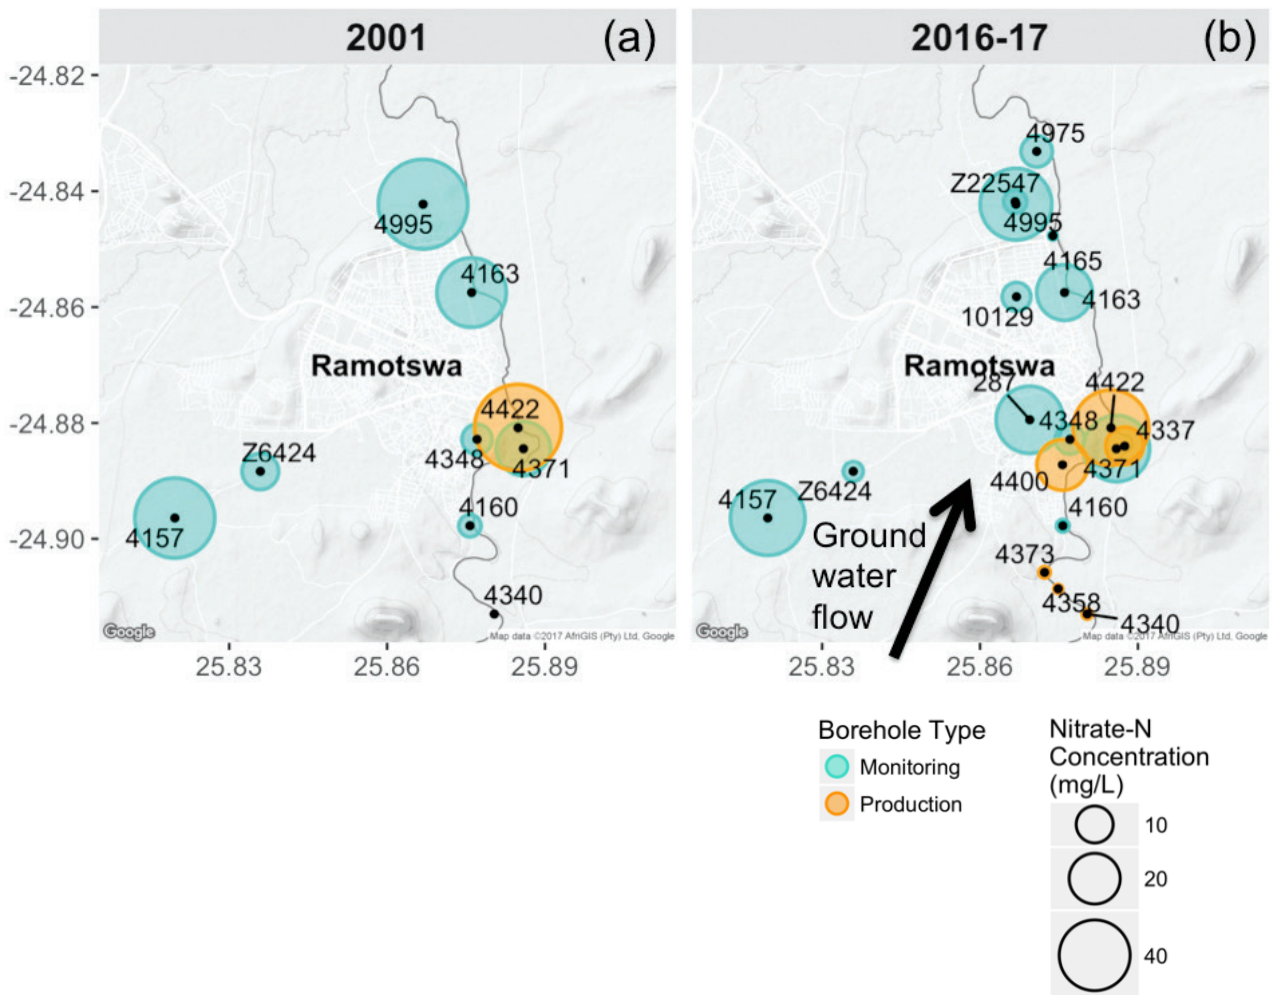 2001
(a)
2016-17
(b)
-24.82
-24.84
-24.86
-24.88
-24.90
4995
4163
Ramotswa
4422
4348
4371
Z6424
4157
4160
4340
Google
Map data ©2017 AfriGIS (Pty) Ltd, Google
25.83
25.86
25.89
4975
Z22547
4995
4165
4163
10129
Ramotswa
287
4422
4348
4337
4371
4400
Z6424
4157
4160
Ground
water
flow
4373
4358
4340
Google
Map data ©2017 AfriGIS (Pty) Ltd, Google
25.83
25.86
25.89
Borehole Type
Monitoring
Production
Nitrate-N
Concentration
(mg/L)
10
20
40